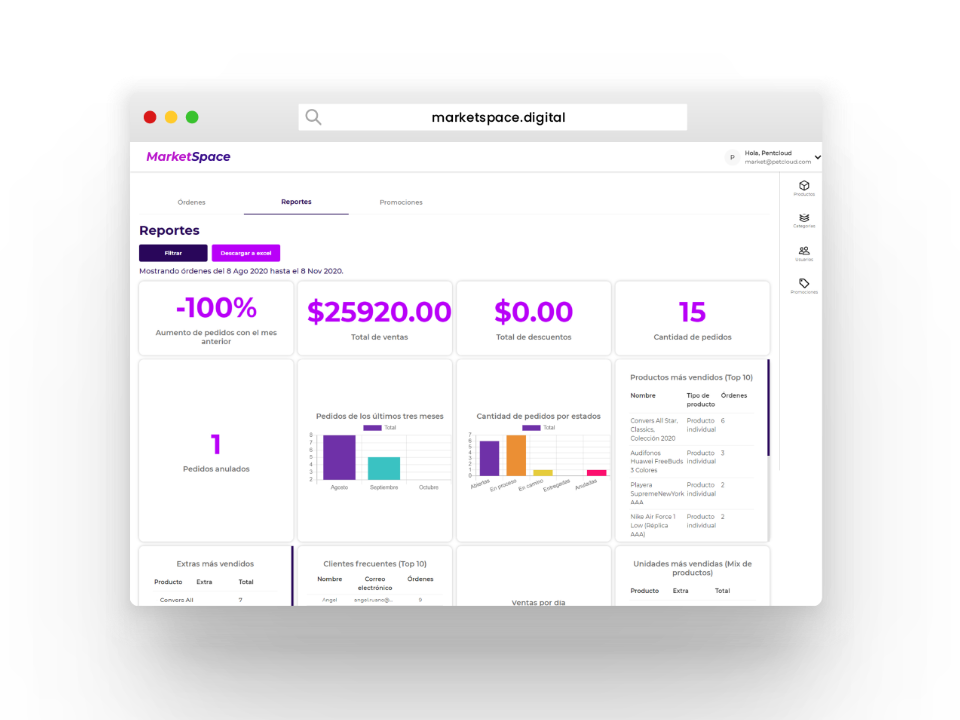 marketspace.digital
MarketSpace
P
Hola, Pentcloud
market@petcloud.com
Órdenes
Reportes
Promociones
Productos
Categorías
Usuarios
Promociones
Reportes
Filtrar
Descargar a excel
Mostrando órdenes del 8 Ago 2020 hasta el 8 Nov 2020.
-100%
Aumento de pedidos con el mes
anterior
$25920.00
Total de ventas
$0.00
Total de descuentos
15
Cantidad de pedidos
1
Pedidos anulados
Pedidos de los últimos tres meses
Total
8
7
6
5
4
3
2
Agosto
Septiembre
Octubre
Cantidad de pedidos por estados
Total
7
6
5
4
3
2
1
0
Abiertas
En proceso
En camino
Entregadas
Anuladas
Productos más vendidos (Top 10)
Nombre Tipo de Órdenes
producto
Convers All Star. Producto 6
Classics, Individual
Colección 2020
Audífonos Producto 3
Huawei FreeBuds Individual
3 Colores
Playera Producto 2
SupremeNewYork Individual
AAA
Nike Air Force 1 Producto 2
Low (Réplica Individual
AAA)
Extras más vendidos
Producto Extra Total
Convers All 7
Clientes frecuentes (Top 10)
Nombre Correo Órdenes
electrónico
Angel angel.ruano@... 9
Ventas por día
Unidades más vendidas (Mix de
productos)
Producto Extra Total